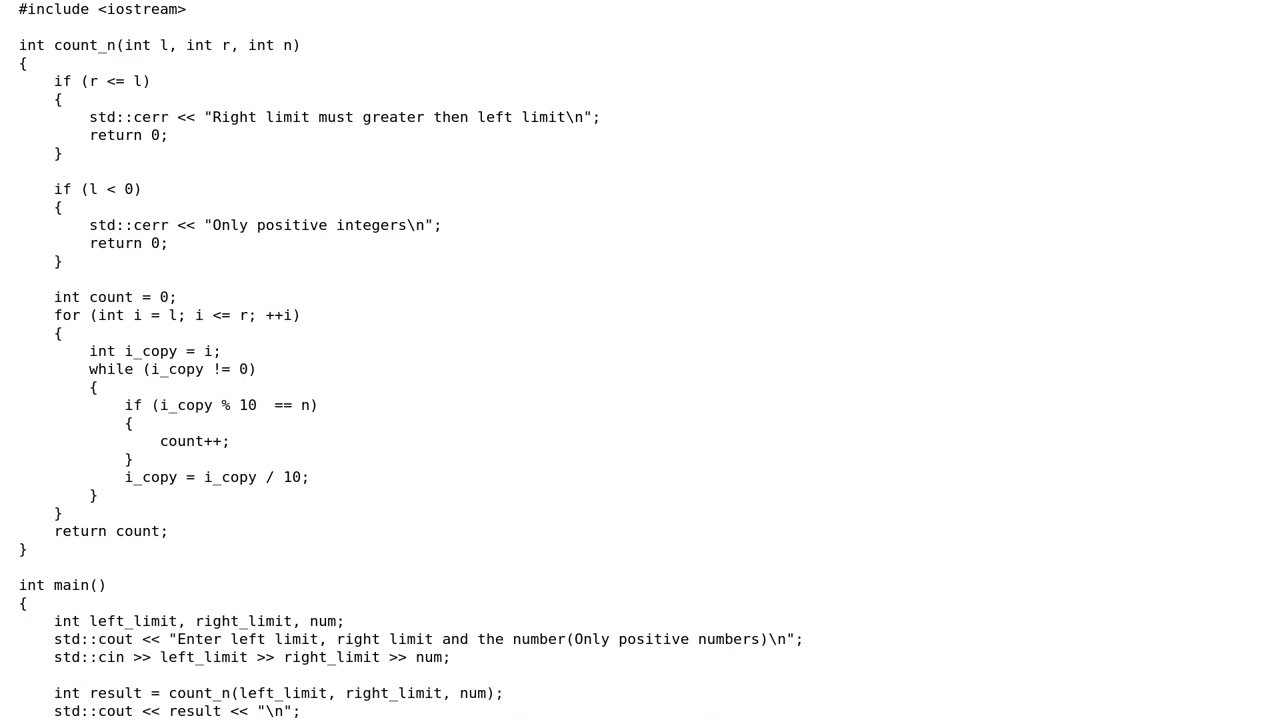 #include <iostream>

int count_n(int l, int r, int n)
{
    if (r <= l)
    {
        std::cerr << "Right limit must greater then left limit\n";
        return 0;
    }

    if (l < 0)
    {
        std::cerr << "Only positive integers\n";
        return 0;
    }

    int count = 0;
    for (int i = l; i <= r; ++i)
    {
        int i_copy = i;
        while (i_copy != 0)
        {
            if (i_copy % 10  == n)
            {
                count++;
            }
            i_copy = i_copy / 10;
        }
    }
    return count;
}

int main()
{
    int left_limit, right_limit, num;
    std::cout << "Enter left limit, right limit and the number(Only positive numbers)\n";
    std::cin >> left_limit >> right_limit >> num;

    int result = count_n(left_limit, right_limit, num);
    std::cout << result << "\n";